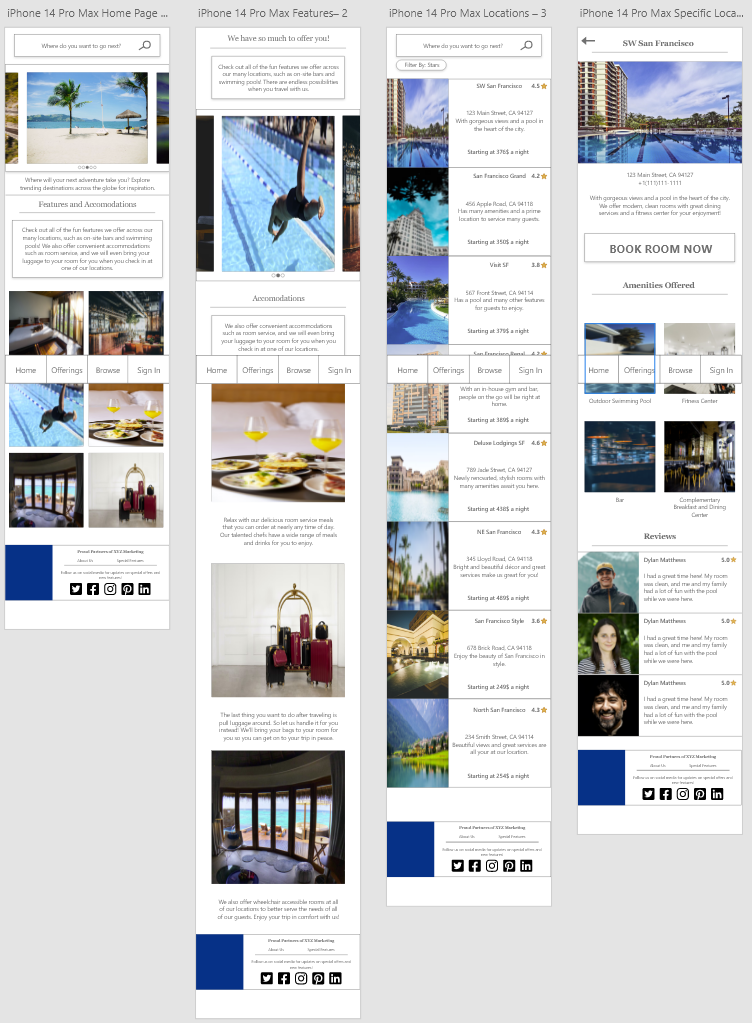 iPhone 14 Pro Max Home Page ...
Where do you want to go next?
Where will your next adventure take you? Explore
trending destinations across the globe for inspiration.
Features and Accomodations
Check out all of the fun features we offer across our
many locations, such as on-site bars and swimming
pools! We also offer convenient accommodations
such as room service, and we will even bring your
luggage to your room for you when you check in at
one of our locations.
Home
Offerings
Browse
Sign In
Proud Partners of XYZ Marketing
About Us
Special Features
Follow us on social media for updates on special offers and
new features!
iPhone 14 Pro Max Features– 2
We have so much to offer you!
Check out all of the fun features we offer across
our many locations, such as on-site bars and
swimming pools! There are endless possibilities
when you travel with us.
Accomodations
We also offer convenient accommodations
such as room service, and we will even bring
your luggage to your room for you when you
check in at one of our locations.
Home
Offerings
Browse
Sign In
Relax with our delicious room service meals
that you can order at nearly any time of day.
Our talented chefs have a wide range of meals
and drinks for you to enjoy.
The last thing you want to do after traveling is
pull luggage around. So let us handle it for you
instead! We'll bring your bags to your room for
you so you can get on to your trip in peace.
We also offer wheelchair accessible rooms at all
of our locations to better serve the needs of all
of our guests. Enjoy your trip in comfort with us!
Proud Partners of XYZ Marketing
About Us
Special Features
Follow us on social media for updates on special offers and
new features!
iPhone 14 Pro Max Locations – 3
Where do you want to go next?
Filter By: Stars
SW San Francisco 4.5
123 Main Street, CA 94127
With gorgeous views and a pool in
the heart of the city.
Starting at 376$ a night
San Francisco Grand 4.2
456 Apple Road, CA 94118
Has many amenities and a prime
location to service many guests.
Starting at 350$ a night
Visit SF 3.8
567 Front Street, CA 94114
Has a pool and many other features
for guests to enjoy.
Starting at 379$ a night
San Francisco Regal 4.2
Home
Offerings
Browse
Sign In
With an in-house gym and bar,
people on the go will be right at
home.
Starting at 389$ a night
Deluxe Lodgings SF 4.6
789 Jade Street, CA 94127
Newly renovated, stylish rooms with
many amenities await you here.
Starting at 438$ a night
NE San Francisco 4.3
345 Lloyd Road, CA 94118
Bright and beautiful décor and great
services make us great for you!
Starting at 489$ a night
San Francisco Style 3.6
678 Brick Road, CA 94118
Enjoy the beauty of San Francisco in
style.
Starting at 249$ a night
North San Francisco 4.3
234 Smith Street, CA 94114
Beautiful views and great services are
all your at our location.
Starting at 254$ a night
Proud Partners of XYZ Marketing
About Us
Special Features
Follow us on social media for updates on special offers and
new features!
iPhone 14 Pro Max Specific Loca...
SW San Francisco
123 Main Street, CA 94127
+1(111)111-1111
With gorgeous views and a pool in the heart of the city.
We offer modern, clean rooms with great dining
services and a fitness center for your enjoyment!
BOOK ROOM NOW
Amenities Offered
Home
Offerings
Browse
Sign In
Outdoor Swimming Pool
Fitness Center
Bar
Complementary
Breakfast and Dining
Center
Reviews
Dylan Matthews 5.0
I had a great time here! My room
was clean, and me and my family
had a lot of fun with the pool
while we were here.
Dylan Matthews 5.0
I had a great time here! My room
was clean, and me and my family
had a lot of fun with the pool
while we were here.
Dylan Matthews 5.0
I had a great time here! My room
was clean, and me and my family
had a lot of fun with the pool
while we were here.
Proud Partners of XYZ Marketing
About Us
Special Features
Follow us on social media for updates on special offers and
new features!